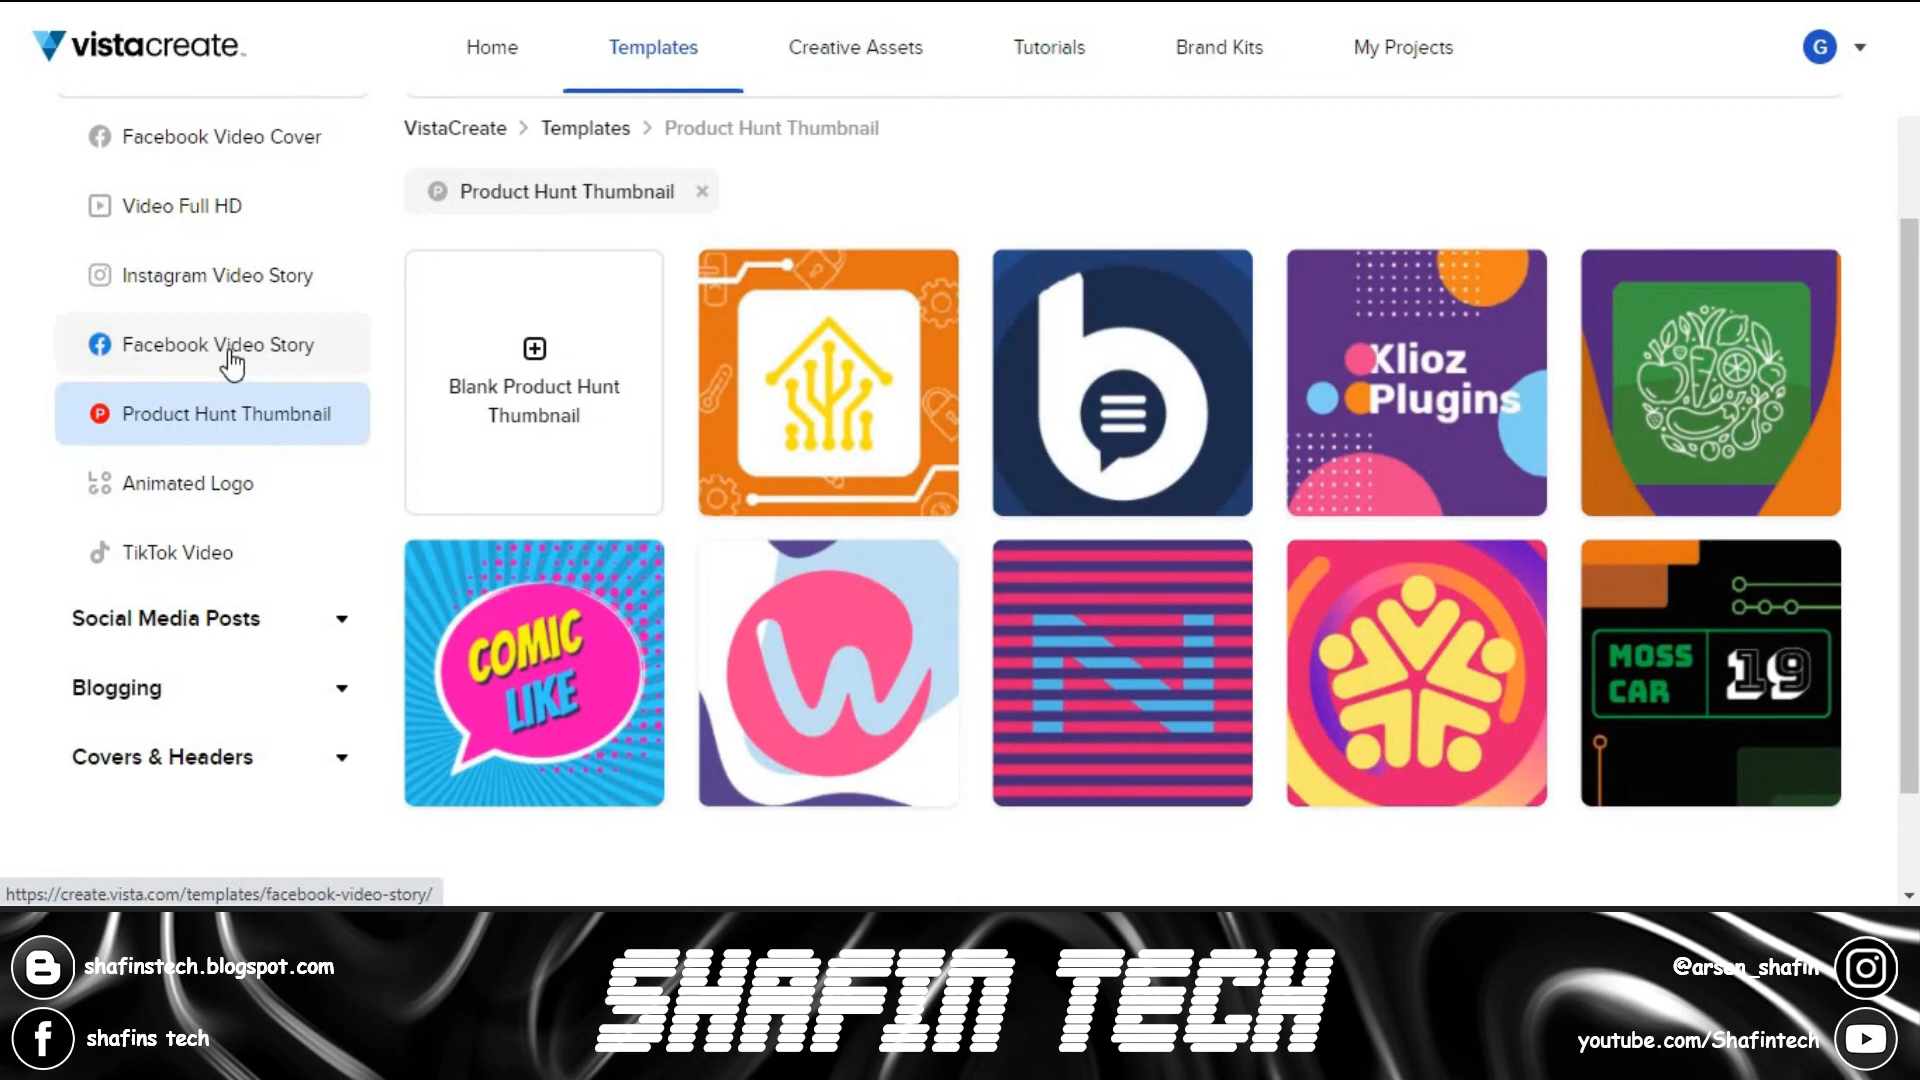 vistacreate
Home
Templates
Creative Assets
Tutorials
Brand Kits
My Projects
G
Facebook Video Cover
Video Full HD
Instagram Video Story
Facebook Video Story
Product Hunt Thumbnail
Animated Logo
TikTok Video
Social Media Posts
Blogging
Covers & Headers
VistaCreate > Templates > Product Hunt Thumbnail
Product Hunt Thumbnail
Blank Product Hunt
Thumbnail
b
Klioz
Plugins
COMIC
LIKE
W
N
MOSS
CAR
19
https://create.vista.com/templates/facebook-video-story/
shafinstech.blogspot.com
shafins tech
SHAFIN TECH
@arsen_shafin
youtube.com/Shafintech